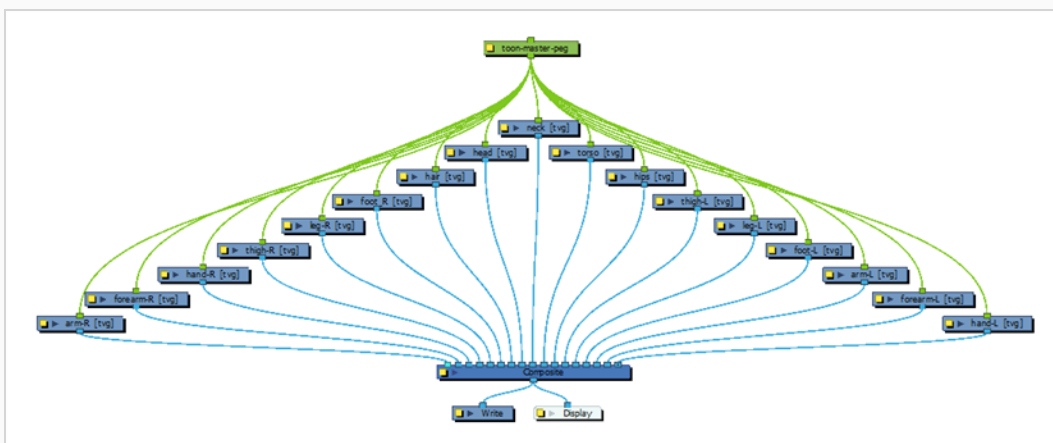 toon-master-peg
neck [tvg]
head [tvg]
torso [tvg]
hair [tvg]
hips [tvg]
foot_R [tvg]
thigh-L [tvg]
leg-R [tvg]
leg-L [tvg]
thigh-R [tvg]
foot-L [tvg]
hand-R [tvg]
arm-L [tvg]
forearm-R [tvg]
forearm-L [tvg]
arm-R [tvg]
hand-L [tvg]
Composite
Write
Display